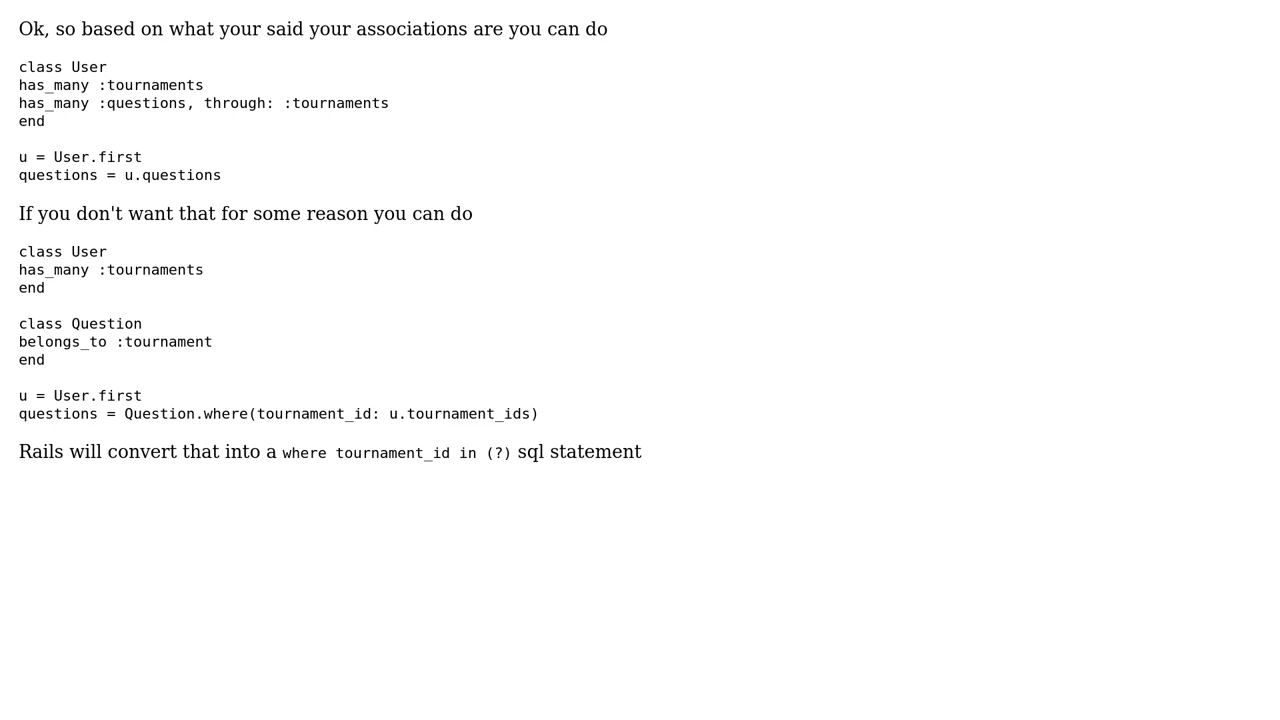 Ok, so based on what your said your associations are you can do
class User
has_many :tournaments
has_many :questions, through: :tournaments
end
u = User.first
questions = u.questions
If you don't want that for some reason you can do
class User
has_many :tournaments
end
class Question
belongs_to :tournament
end
u = User.first
questions = Question.where(tournament_id: u.tournament_ids)
Rails will convert that into a where tournament_id in (?) sql statement